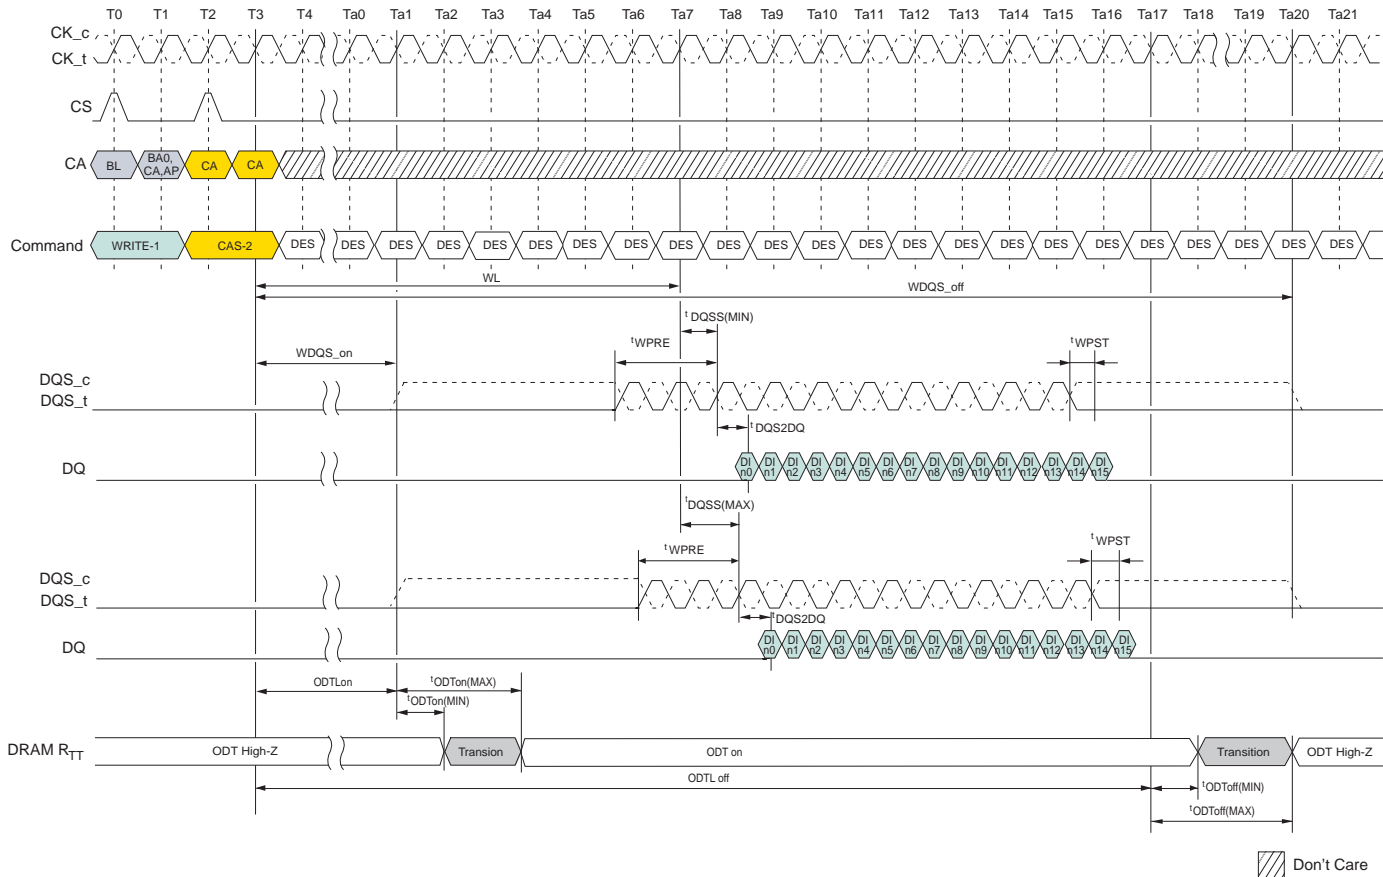 T0 T1 T2 T3 T4 Ta0 Ta1 Ta2 Ta3 Ta4 Ta5 Ta6 Ta7 Ta8 Ta9 Ta10 Ta11 Ta12 Ta13 Ta14 Ta15 Ta16 Ta17 Ta18 Ta19 Ta20 Ta21
CK_c
CK_t
CS
CA BL BA0, CA,AP CA CA
Command WRITE-1 CAS-2 DES DES DES DES DES DES DES DES DES DES DES DES DES DES DES DES DES DES DES DES DES DES DES
WL
WDQS_off
tDQSS(MIN)
WDQS_on tWPRE tWPST
DQS_c
DQS_t
tDQS2DQ
DQ DI n0 DI n1 DI n2 DI n3 DI n4 DI n5 DI n6 DI n7 DI n8 DI n9 DI n10 DI n11 DI n12 DI n13 DI n14 DI n15
tDQSS(MAX)
tWPRE tWPST
DQS_c
DQS_t
tDQS2DQ
DQ DI n0 DI n1 DI n2 DI n3 DI n4 DI n5 DI n6 DI n7 DI n8 DI n9 DI n10 DI n11 DI n12 DI n13 DI n14 DI n15
ODTLon tODTon(MAX)
tODTon(MIN)
DRAM RTT ODT High-Z Transion ODT on Transition ODT High-Z
ODTL off tODToff(MIN)
tODToff(MAX)
Don't Care